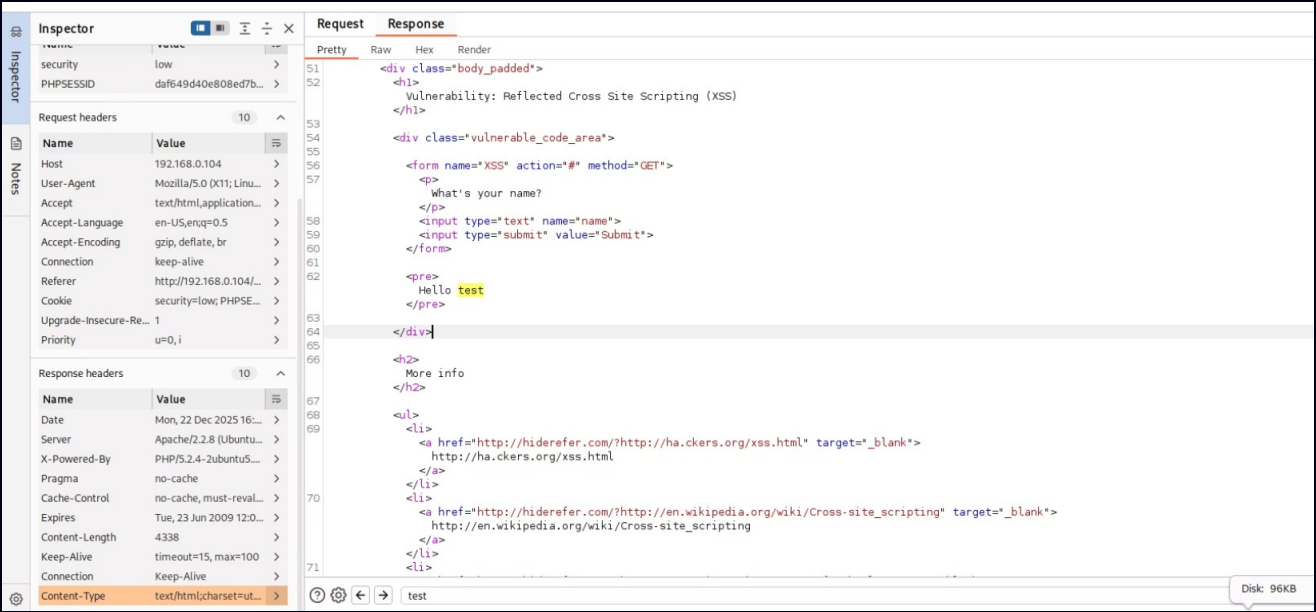 Inspector
Notes
Inspector
Name Value
security low
PHPSESSID daf649d40e808ed7b...
Request headers 10
Name Value
Host 192.168.0.104
User-Agent Mozilla/5.0 (X11; Linu...
Accept text/html,application...
Accept-Language en-US,en;q=0.5
Accept-Encoding gzip, deflate, br
Connection keep-alive
Referer http://192.168.0.104/...
Cookie security=low; PHPSE...
Upgrade-Insecure-Re... 1
Priority u=0, i
Response headers 10
Name Value
Date Mon, 22 Dec 2025 16:...
Server Apache/2.2.8 (Ubuntu...
X-Powered-By PHP/5.2.4-2ubuntu5....
Pragma no-cache
Cache-Control no-cache, must-reval...
Expires Tue, 23 Jun 2009 12:0...
Content-Length 4338
Keep-Alive timeout=15, max=100
Connection Keep-Alive
Content-Type text/html;charset=ut...
Request Response
Pretty Raw Hex Render
51 <div class="body_padded">
52 <h1>
Vulnerability: Reflected Cross Site Scripting (XSS)
</h1>
53
54 <div class="vulnerable_code_area">
55
56 <form name="XSS" action="#" method="GET">
57 <p>
What's your name?
</p>
58 <input type="text" name="name">
59 <input type="submit" value="Submit">
60 </form>
61
62 <pre>
Hello test
</pre>
63
64 </div>
65
66 <h2>
More info
</h2>
67
68 <ul>
69 <li>
<a href="http://hiderefer.com/?http://ha.ckers.org/xss.html" target="_blank">
http://ha.ckers.org/xss.html
</a>
</li>
70 <li>
<a href="http://hiderefer.com/?http://en.wikipedia.org/wiki/Cross-site_scripting" target="_blank">
http://en.wikipedia.org/wiki/Cross-site_scripting
</a>
</li>
71 <li>
test
Disk: 96KB